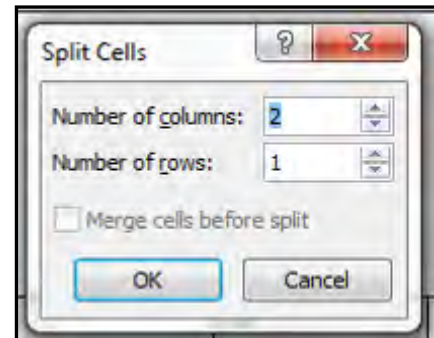 Split Cells
Number of columns: 2
Number of rows: 1
Merge cells before split
OK Cancel